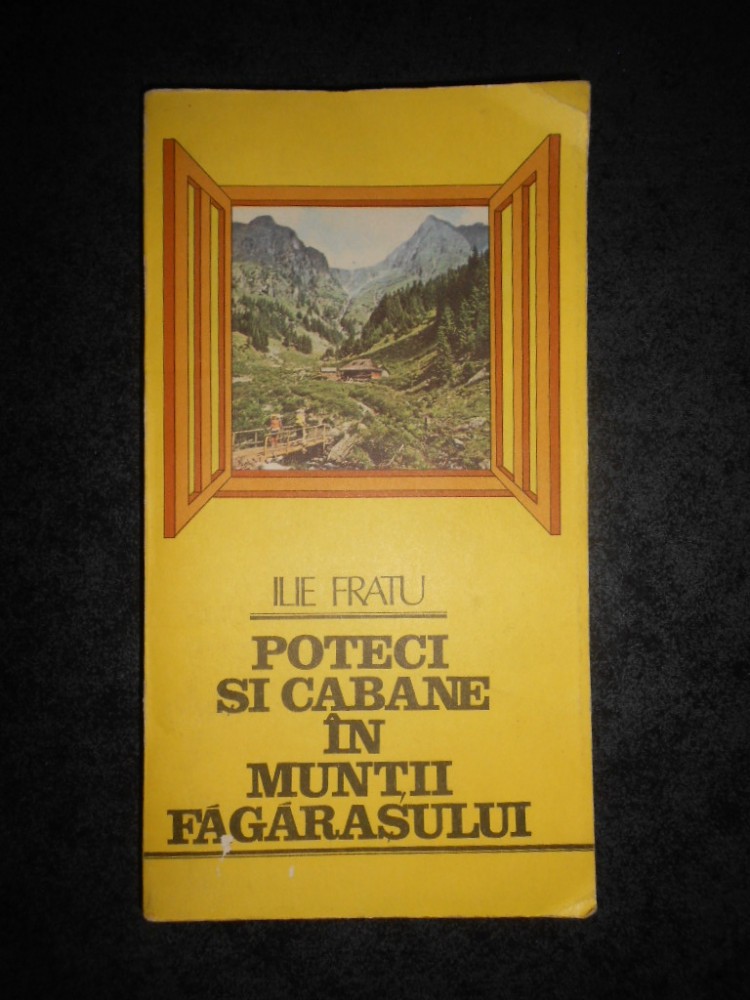 ILIE FRATU
POTECI
ȘI CABANE
ÎN
MUNȚII
FĂGĂRAȘULUI